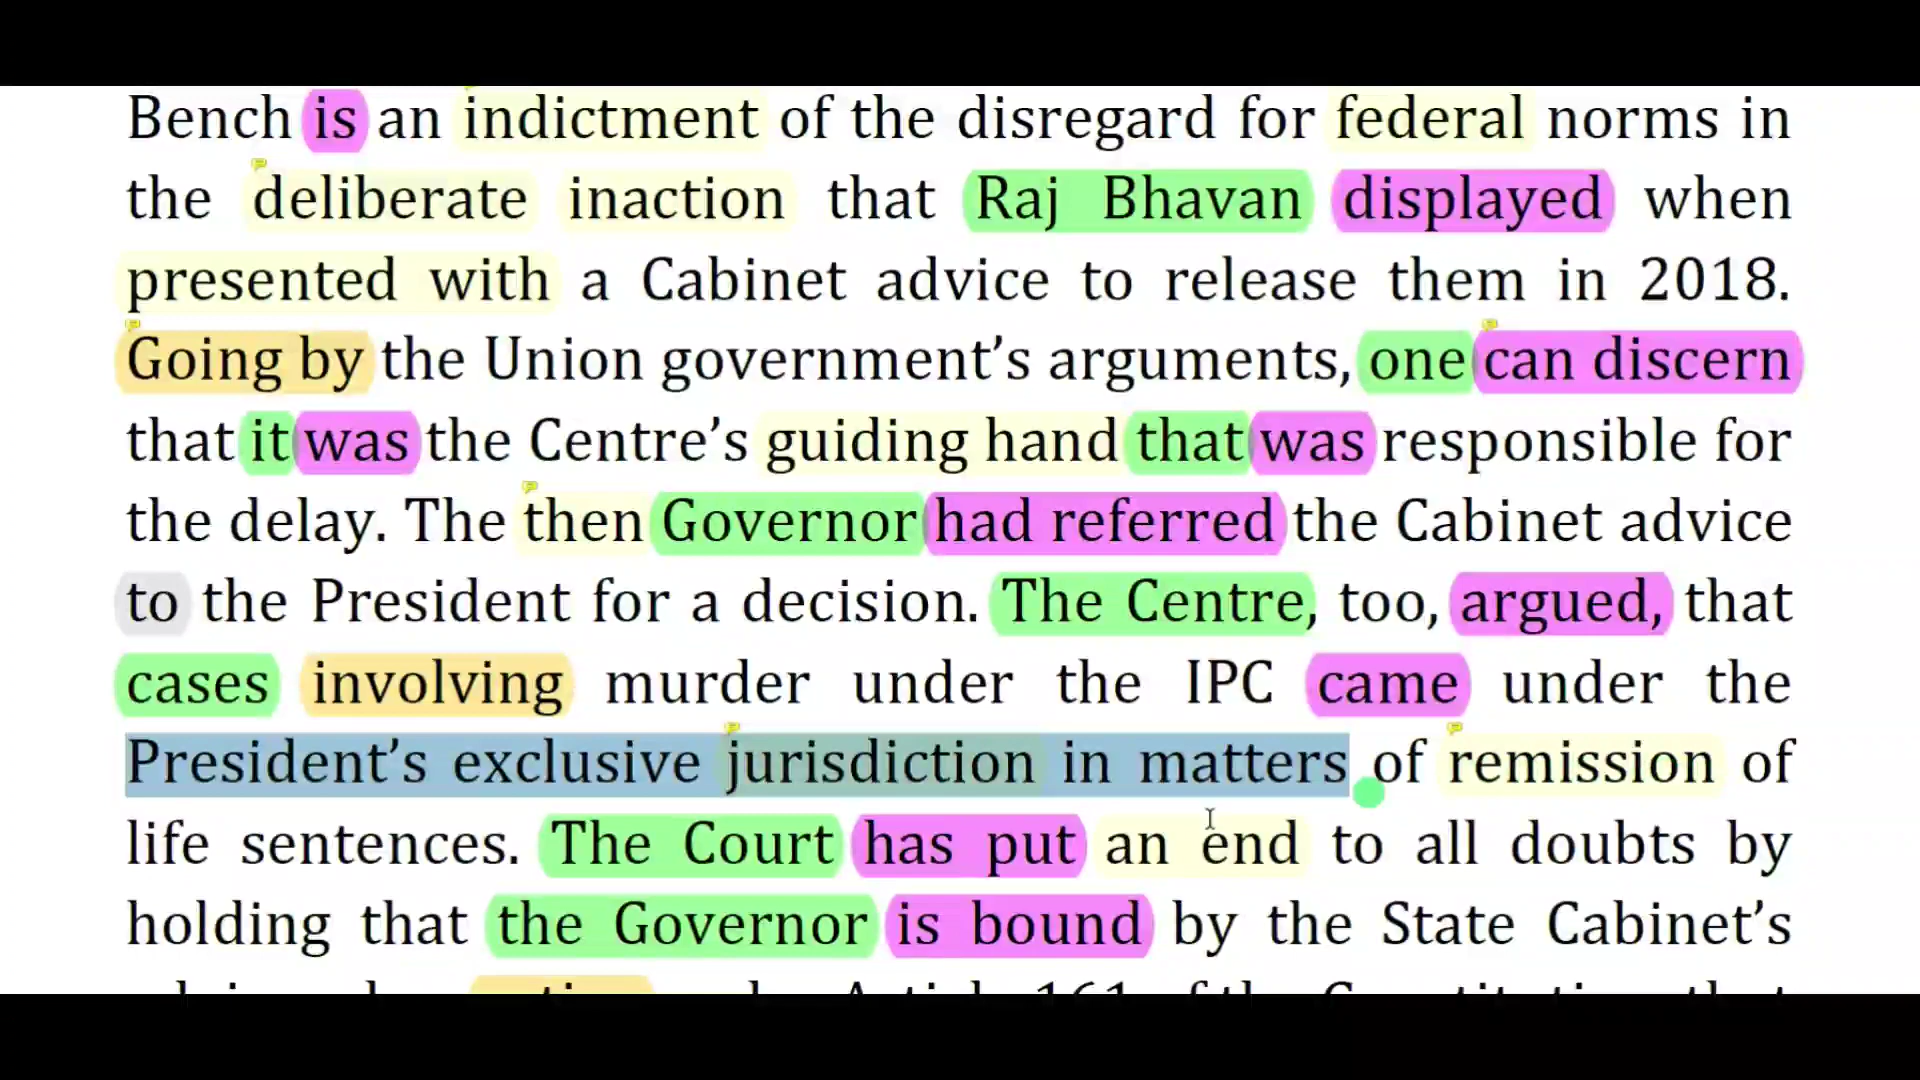 Bench is an indictment of the disregard for federal norms in
the deliberate inaction that Raj Bhavan displayed when
presented with a Cabinet advice to release them in 2018.
Going by the Union government’s arguments, one can discern
that it was the Centre’s guiding hand that was responsible for
the delay. The then Governor had referred the Cabinet advice
to the President for a decision. The Centre, too, argued, that
cases involving murder under the IPC came under the
President’s exclusive jurisdiction in matters of remission of
life sentences. The Court has put an end to all doubts by
holding that the Governor is bound by the State Cabinet’s
161 of the Constitution that